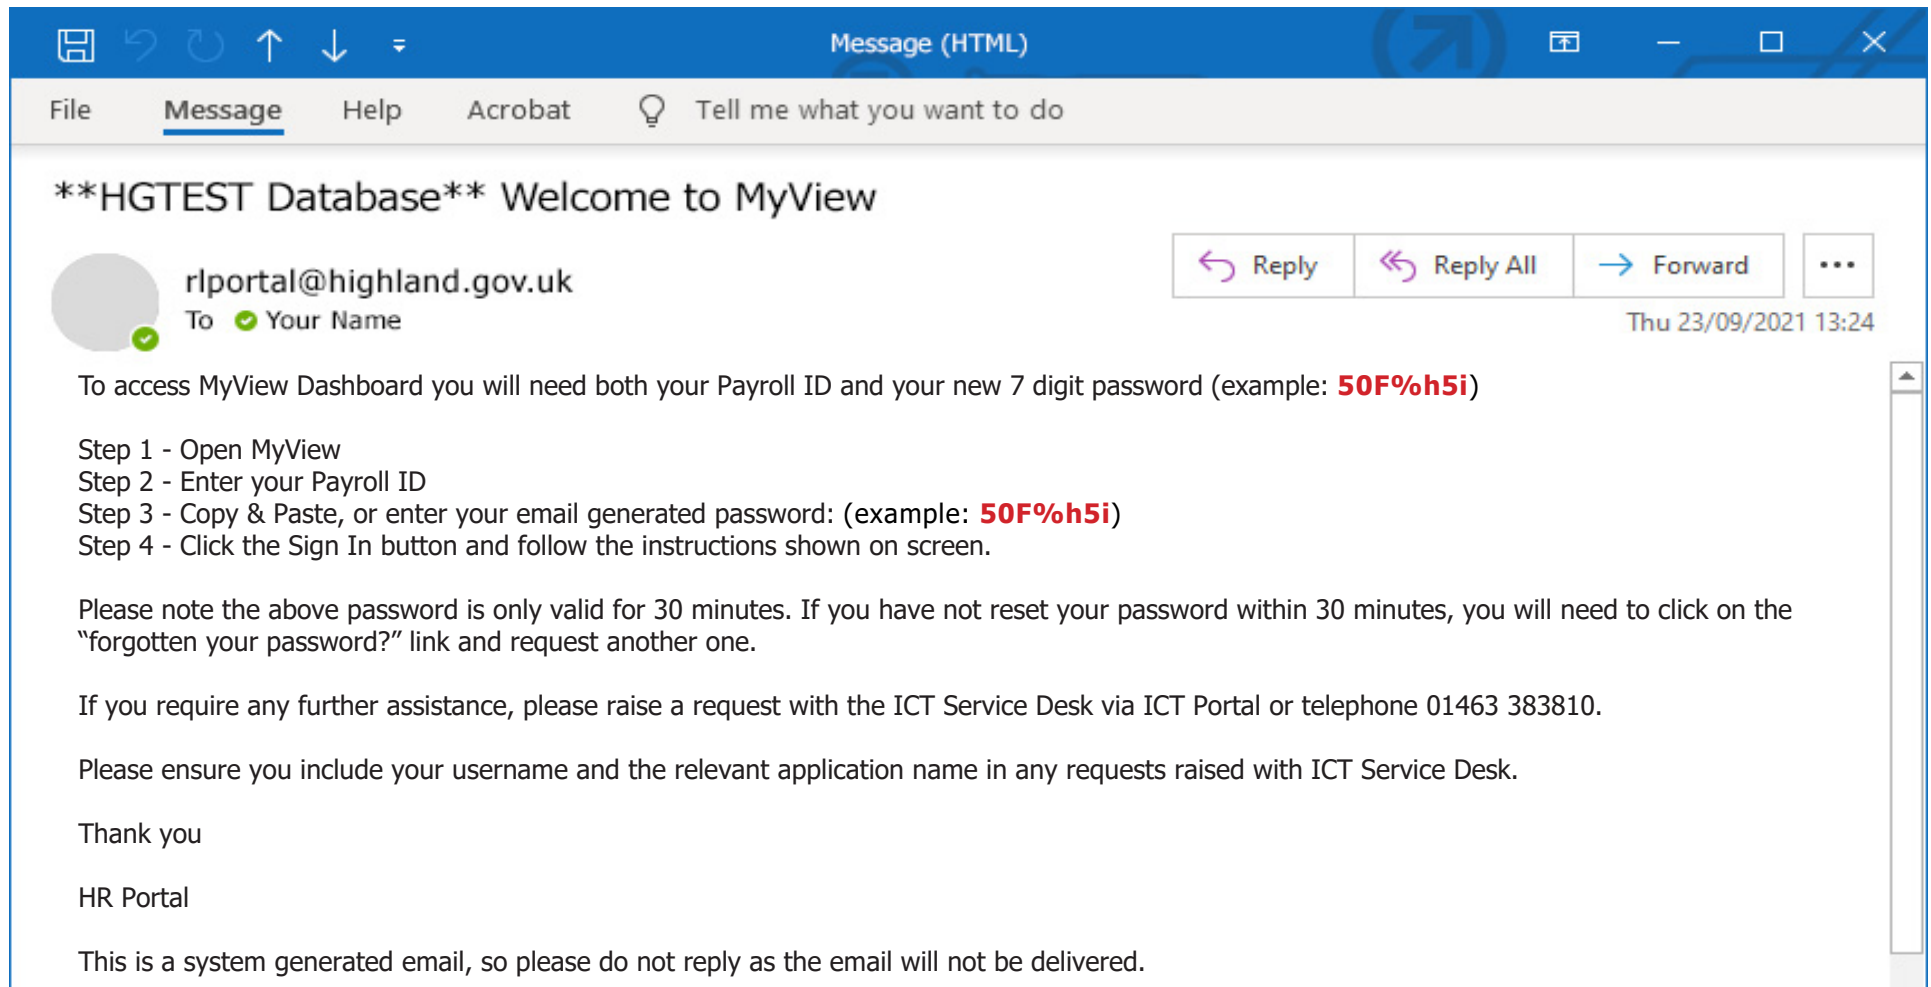 Message (HTML)
File Message Help Acrobat Tell me what you want to do
**HGTEST Database** Welcome to MyView
Reply Reply All Forward
rlportal@highland.gov.uk
To Your Name
Thu 23/09/2021 13:24
To access MyView Dashboard you will need both your Payroll ID and your new 7 digit password (example: 50F%h5i)
Step 1 - Open MyView
Step 2 - Enter your Payroll ID
Step 3 - Copy & Paste, or enter your email generated password: (example: 50F%h5i)
Step 4 - Click the Sign In button and follow the instructions shown on screen.
Please note the above password is only valid for 30 minutes. If you have not reset your password within 30 minutes, you will need to click on the
“forgotten your password?” link and request another one.
If you require any further assistance, please raise a request with the ICT Service Desk via ICT Portal or telephone 01463 383810.
Please ensure you include your username and the relevant application name in any requests raised with ICT Service Desk.
Thank you
HR Portal
This is a system generated email, so please do not reply as the email will not be delivered.